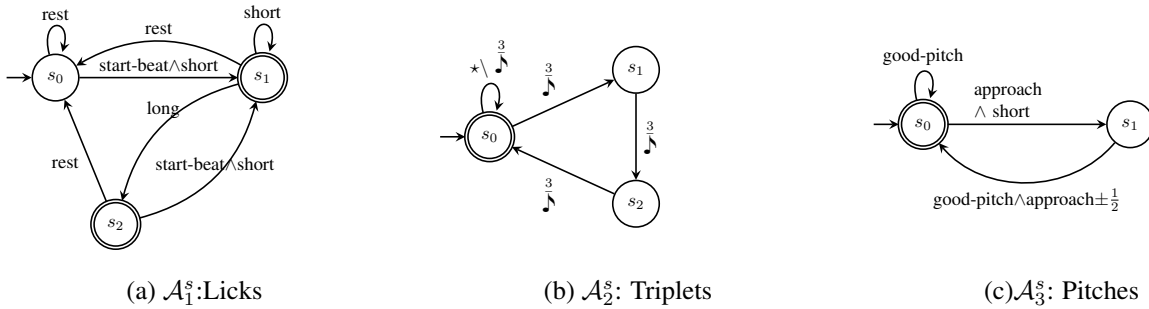 rest
short
rest
s₀
start-beat∧short
s₁
long
rest
start-beat∧short
s₂
(a) 𝒜₁ˢ:Licks
⋆\ 3♪
3♪
s₁
s₀
3♪
3♪
s₂
(b) 𝒜₂ˢ: Triplets
good-pitch
approach
∧ short
s₀
s₁
good-pitch∧approach±½
(c)𝒜₃ˢ: Pitches